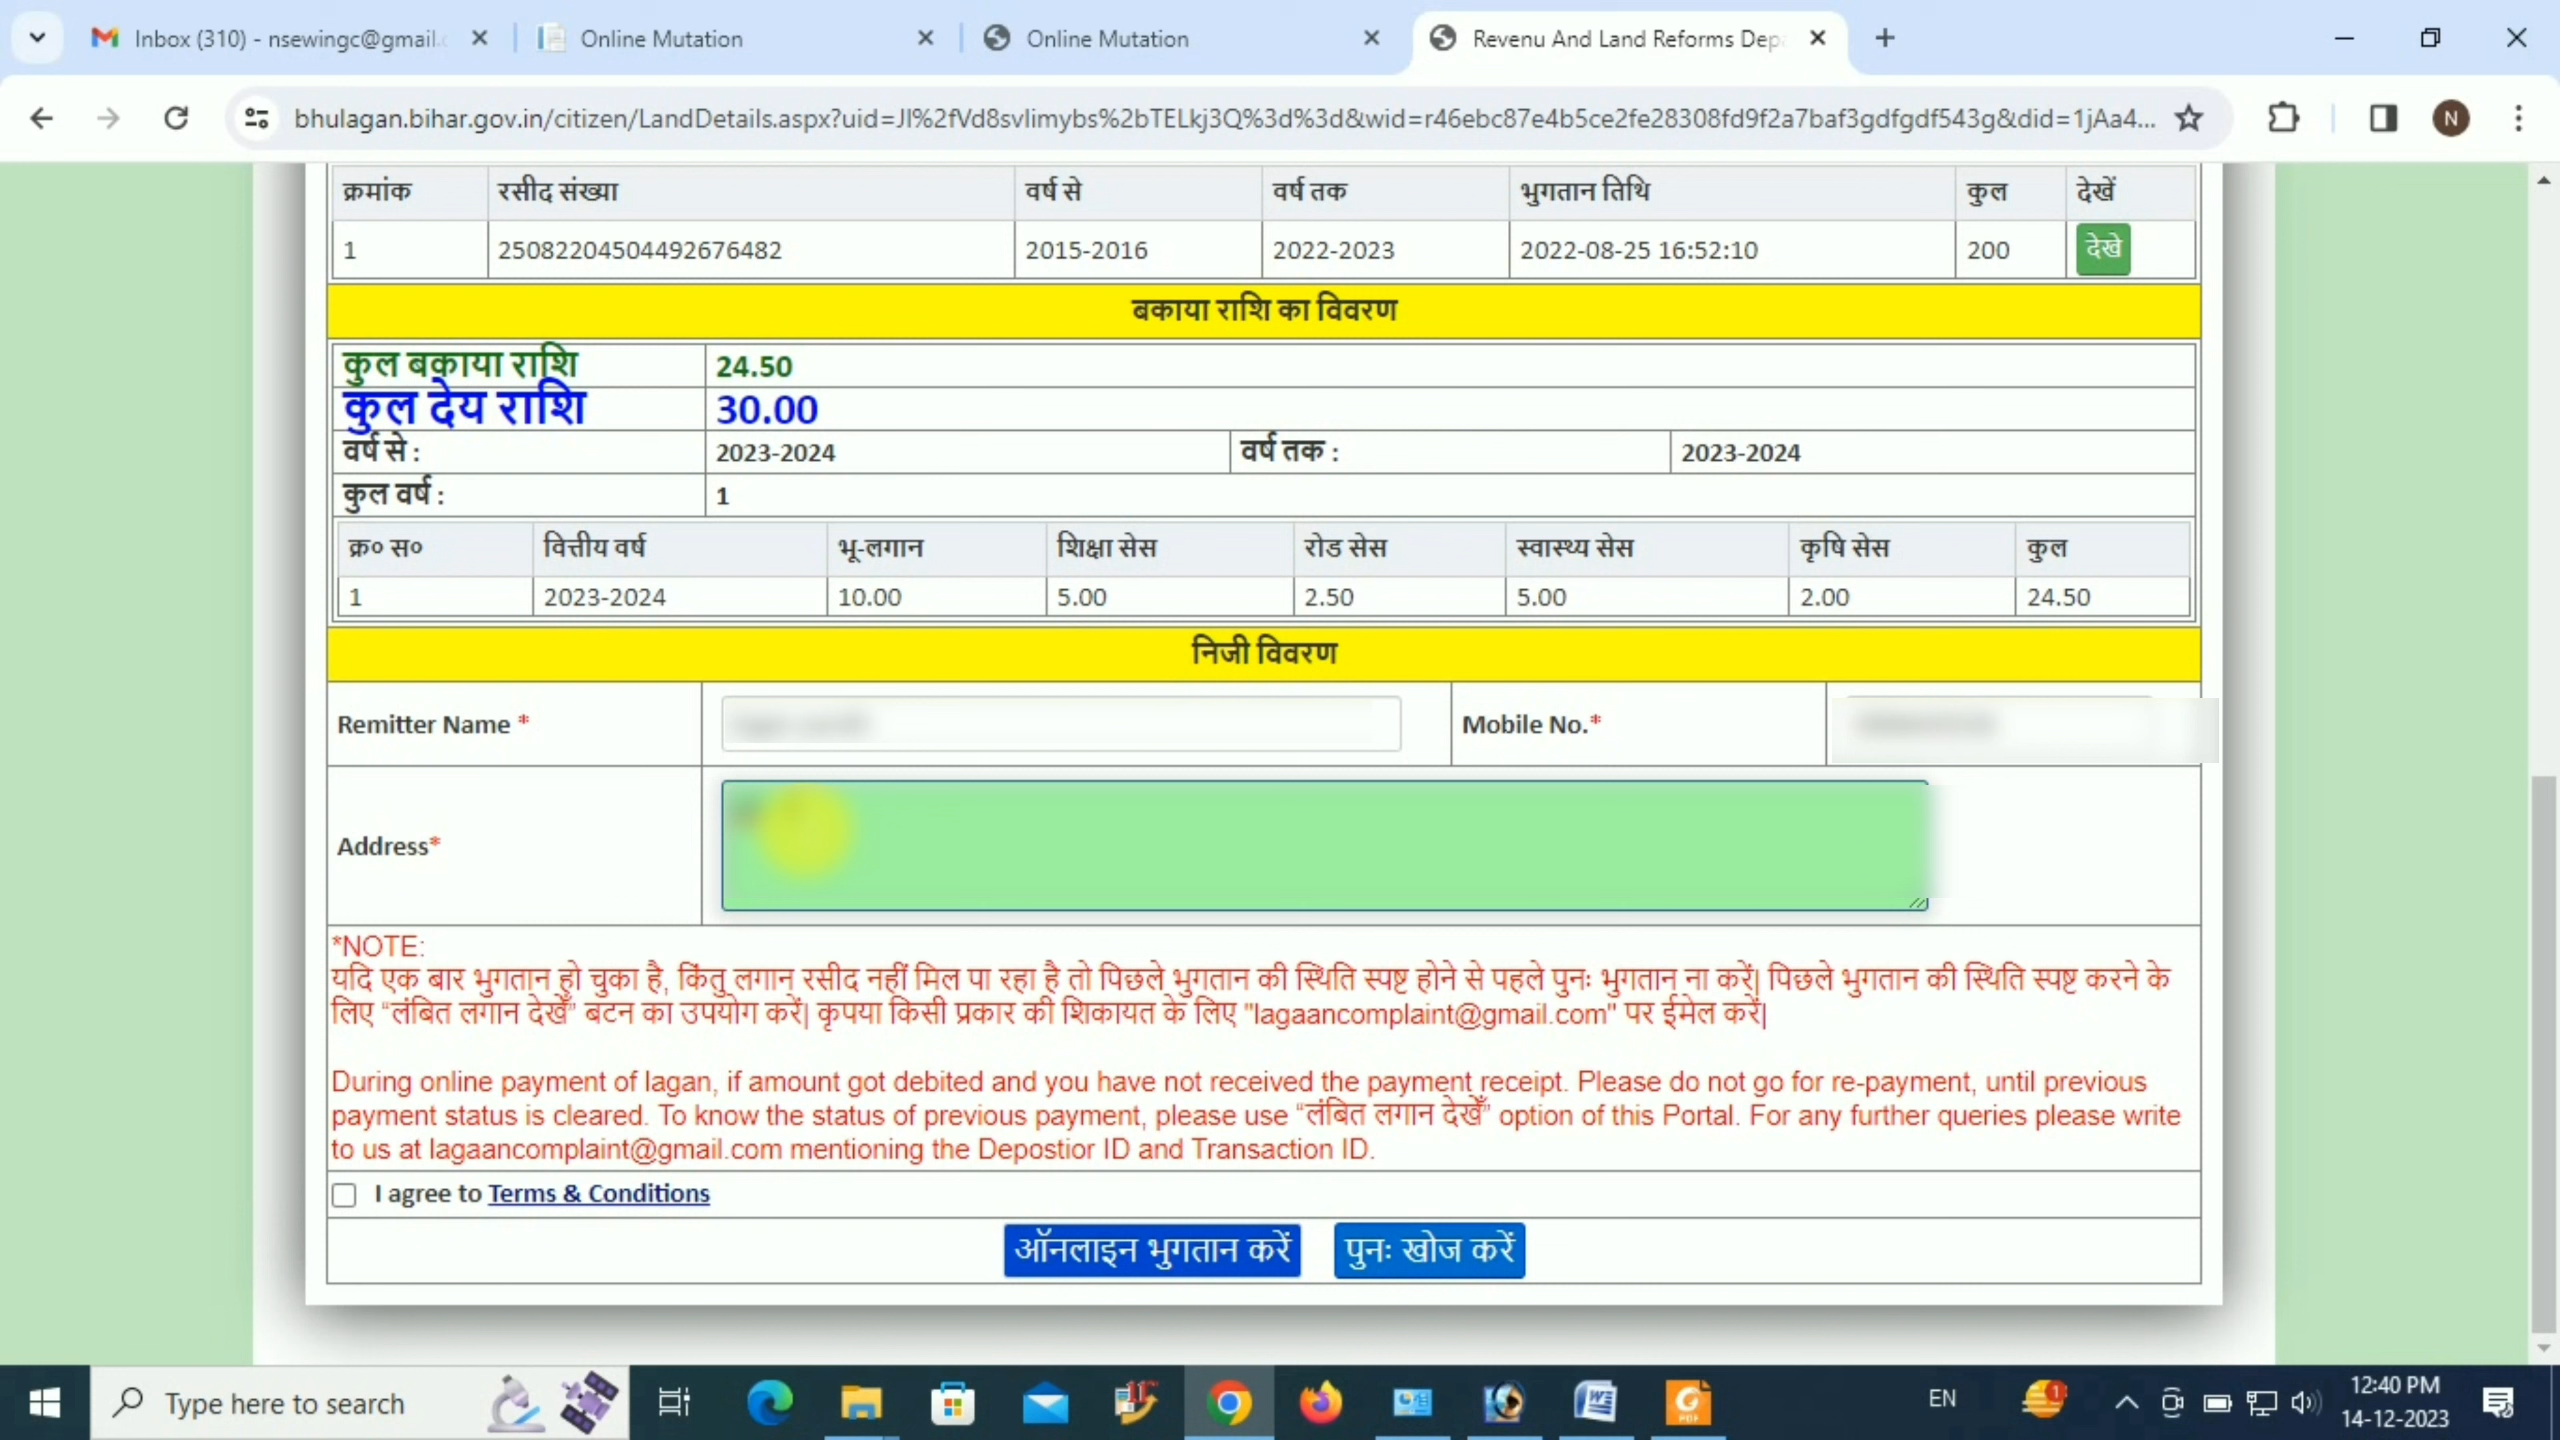 Inbox (310) - nsewingc@gmail.c
Online Mutation
Online Mutation
Revenu And Land Reforms Depa
bhulagan.bihar.gov.in/citizen/LandDetails.aspx?uid=JI%2fVd8svlimybs%2bTELkj3Q%3d%3d&wid=r46ebc87e4b5ce2fe28308fd9f2a7baf3gdfgdf543g&did=1jAa4...
N
क्रमांक रसीद संख्या वर्ष से वर्ष तक भुगतान तिथि कुल देखें
1 25082204504492676482 2015-2016 2022-2023 2022-08-25 16:52:10 200 देखे
बकाया राशि का विवरण
कुल बकाया राशि 24.50
कुल देय राशि 30.00
वर्ष से : 2023-2024 वर्ष तक : 2023-2024
कुल वर्ष : 1
क्र० स० वित्तीय वर्ष भू-लगान शिक्षा सेस रोड सेस स्वास्थ्य सेस कृषि सेस कुल
1 2023-2024 10.00 5.00 2.50 5.00 2.00 24.50
निजी विवरण
Remitter Name * Mobile No.*
Address*
*NOTE:
यदि एक बार भुगतान हो चुका है, किंतु लगान रसीद नहीं मिल पा रहा है तो पिछले भुगतान की स्थिति स्पष्ट होने से पहले पुनः भुगतान ना करें| पिछले भुगतान की स्थिति स्पष्ट करने के
लिए “लंबित लगान देखेँ” बटन का उपयोग करें| कृपया किसी प्रकार की शिकायत के लिए "lagaancomplaint@gmail.com" पर ईमेल करें|
During online payment of lagan, if amount got debited and you have not received the payment receipt. Please do not go for re-payment, until previous
payment status is cleared. To know the status of previous payment, please use “लंबित लगान देखेँ” option of this Portal. For any further queries please write
to us at lagaancomplaint@gmail.com mentioning the Depostior ID and Transaction ID.
I agree to Terms & Conditions
ऑनलाइन भुगतान करें पुनः खोज करें
Type here to search
EN
1
12:40 PM
14-12-2023